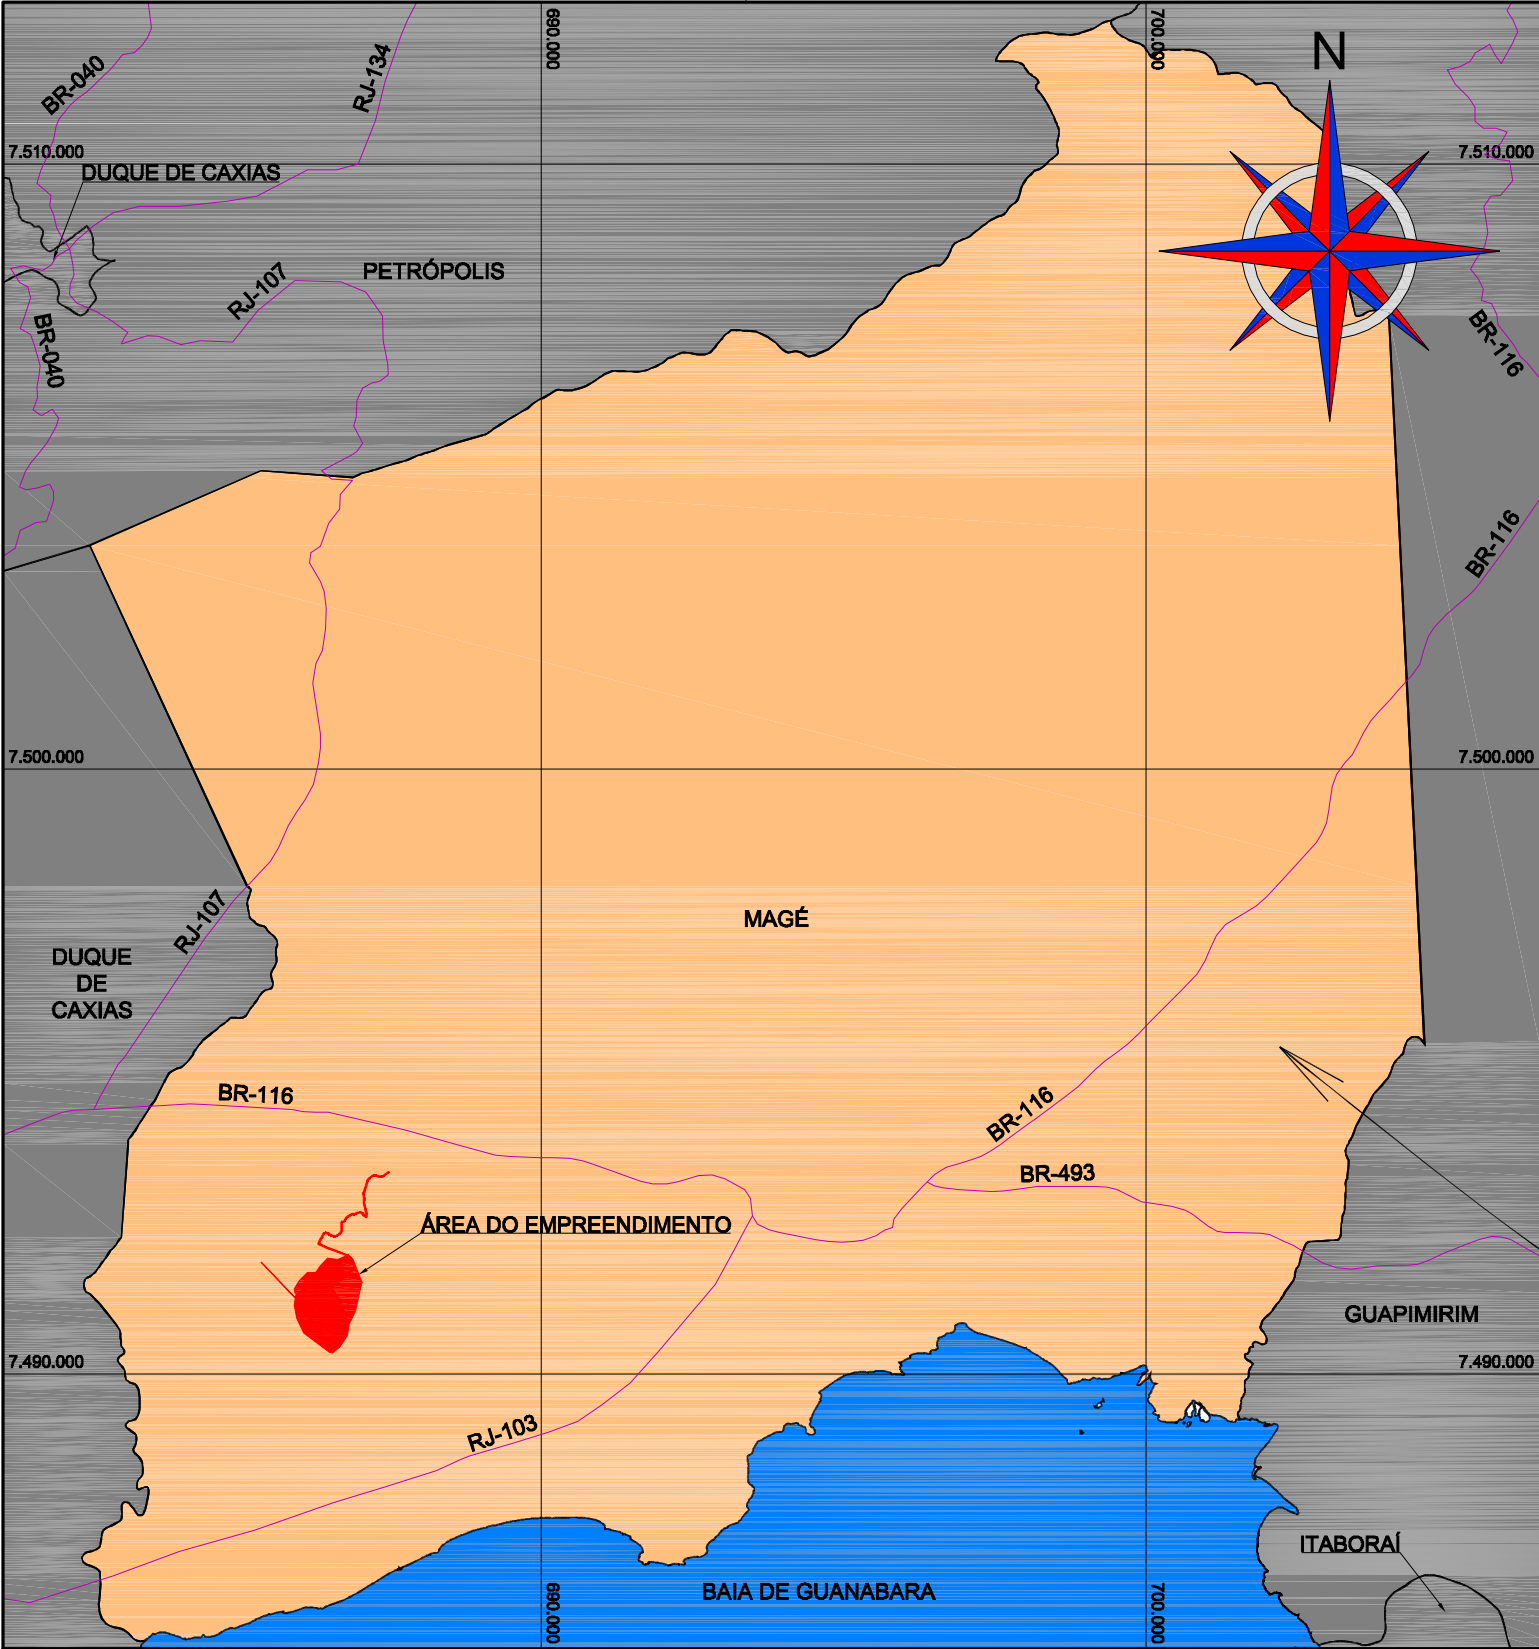 690.000
700.000
N
BR-040
RJ-134
7.510.000
7.510.000
DUQUE DE CAXIAS
PETRÓPOLIS
RJ-107
BR-040
BR-116
BR-116
7.500.000
7.500.000
RJ-107
MAGÉ
DUQUE
DE
CAXIAS
BR-116
BR-116
BR-493
ÁREA DO EMPREENDIMENTO
GUAPIMIRIM
7.490.000
7.490.000
RJ-103
ITABORAÍ
BAIA DE GUANABARA
690.000
700.000